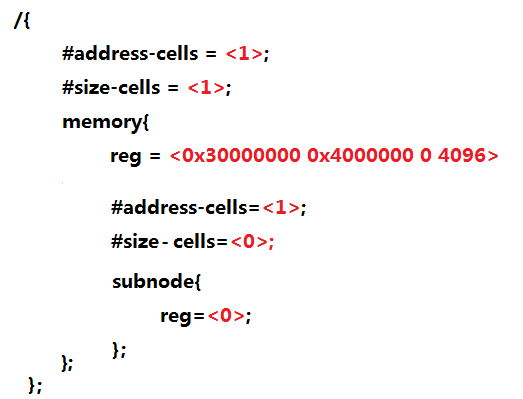 /{
#address-cells = <1>;
#size-cells = <1>;
memory{
reg = <0x30000000 0x4000000 0 4096>
#address-cells=<1>;
#size-cells=<0>;
subnode{
reg=<0>;
};
};
};